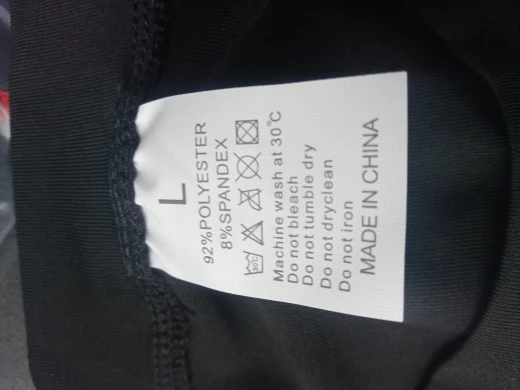 L
92%POLYESTER
8%SPANDEX
30℃
Machine wash at 30℃
Do not bleach
Do not tumble dry
Do not dryclean
Do not iron
MADE IN CHINA